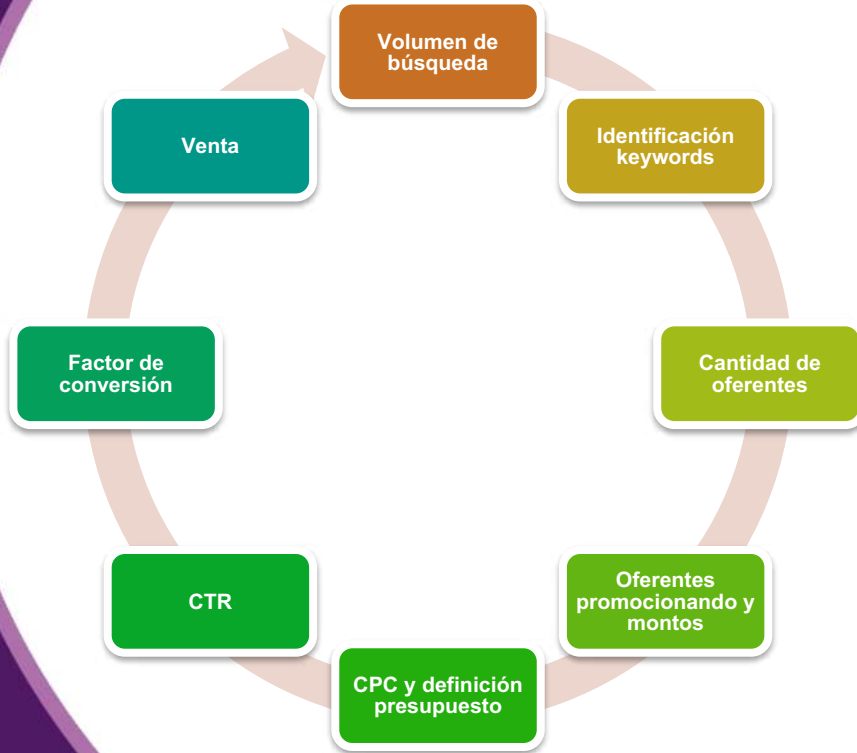 Volumen de
búsqueda
Identificación
keywords
Cantidad de
oferentes
Oferentes
promocionando y
montos
CPC y definición
presupuesto
CTR
Factor de
conversión
Venta